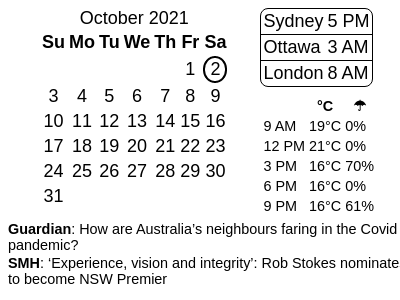 October 2021
Su Mo Tu We Th Fr Sa
1 2
3 4 5 6 7 8 9
10 11 12 13 14 15 16
17 18 19 20 21 22 23
24 25 26 27 28 29 30
31
Sydney 5 PM
Ottawa 3 AM
London 8 AM
°C ☂
9 AM 19°C 0%
12 PM 21°C 0%
3 PM 16°C 70%
6 PM 16°C 0%
9 PM 16°C 61%
Guardian: How are Australia’s neighbours faring in the Covid
pandemic?
SMH: ‘Experience, vision and integrity’: Rob Stokes nominates
to become NSW Premier